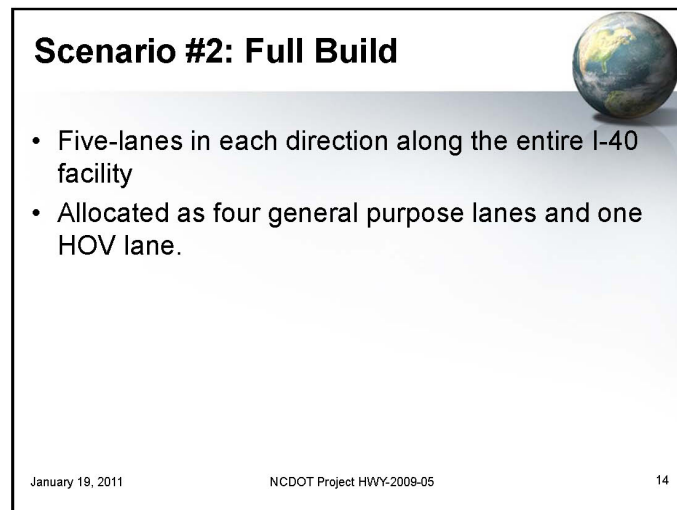 Scenario #2: Full Build
• Five-lanes in each direction along the entire I-40
facility
• Allocated as four general purpose lanes and one
HOV lane.
January 19, 2011
NCDOT Project HWY-2009-05
14